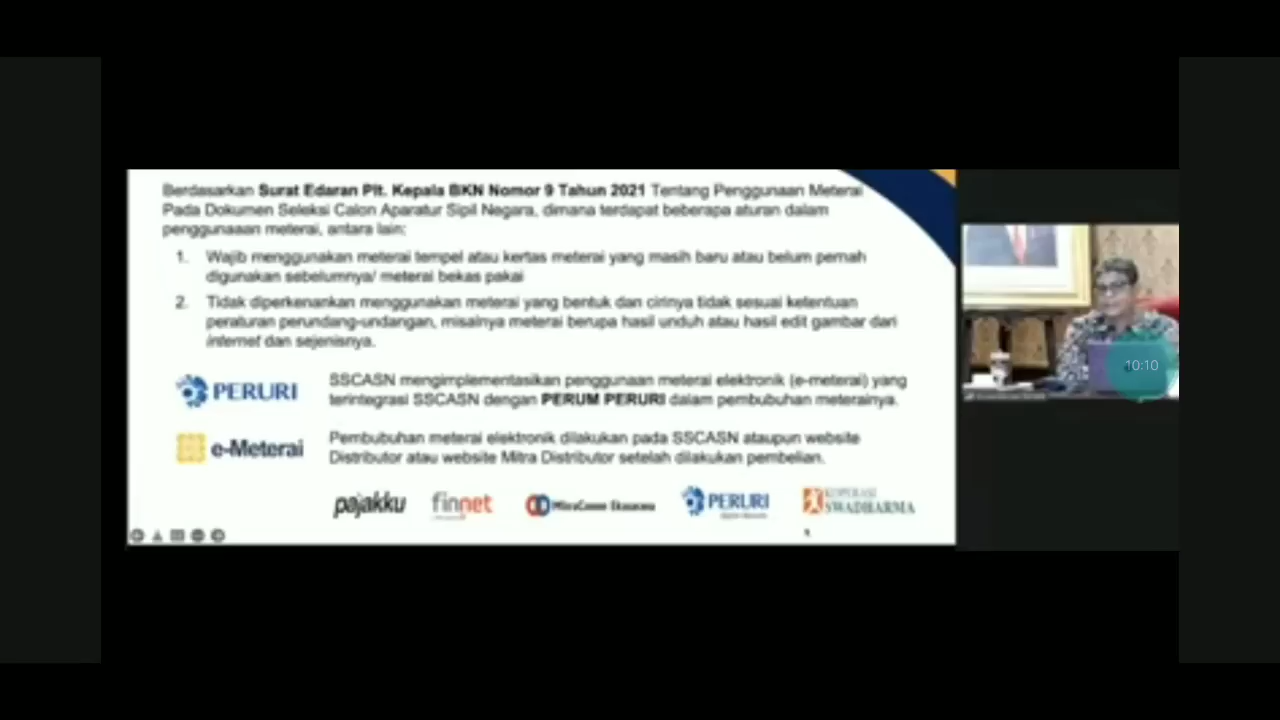 Berdasarkan Surat Edaran Plt. Kepala BKN Nomor 9 Tahun 2021 Tentang Penggunaan Meterai
Pada Dokumen Seleksi Calon Aparatur Sipil Negara, dimana terdapat beberapa aturan dalam
penggunaaan meterai, antara lain:
1. Wajib menggunakan meterai tempel atau kertas meterai yang masih baru atau belum pernah
digunakan sebelumnya/ meterai bekas pakai
2. Tidak diperkenankan menggunakan meterai yang bentuk dan cirinya tidak sesuai ketentuan
peraturan perundang-undangan, misalnya meterai berupa hasil unduh atau hasil edit gambar dari
internet dan sejenisnya.
PERURI
SSCASN mengimplementasikan penggunaan meterai elektronik (e-meterai) yang
terintegrasi SSCASN dengan PERUM PERURI dalam pembubuhan meterainya.
e-Meterai
Pembubuhan meterai elektronik dilakukan pada SSCASN ataupun website
Distributor atau website Mitra Distributor setelah dilakukan pembelian.
pajakku finnet MitraComm Ekasarana PERURI KOPERASI
SWADHARMA
10:10